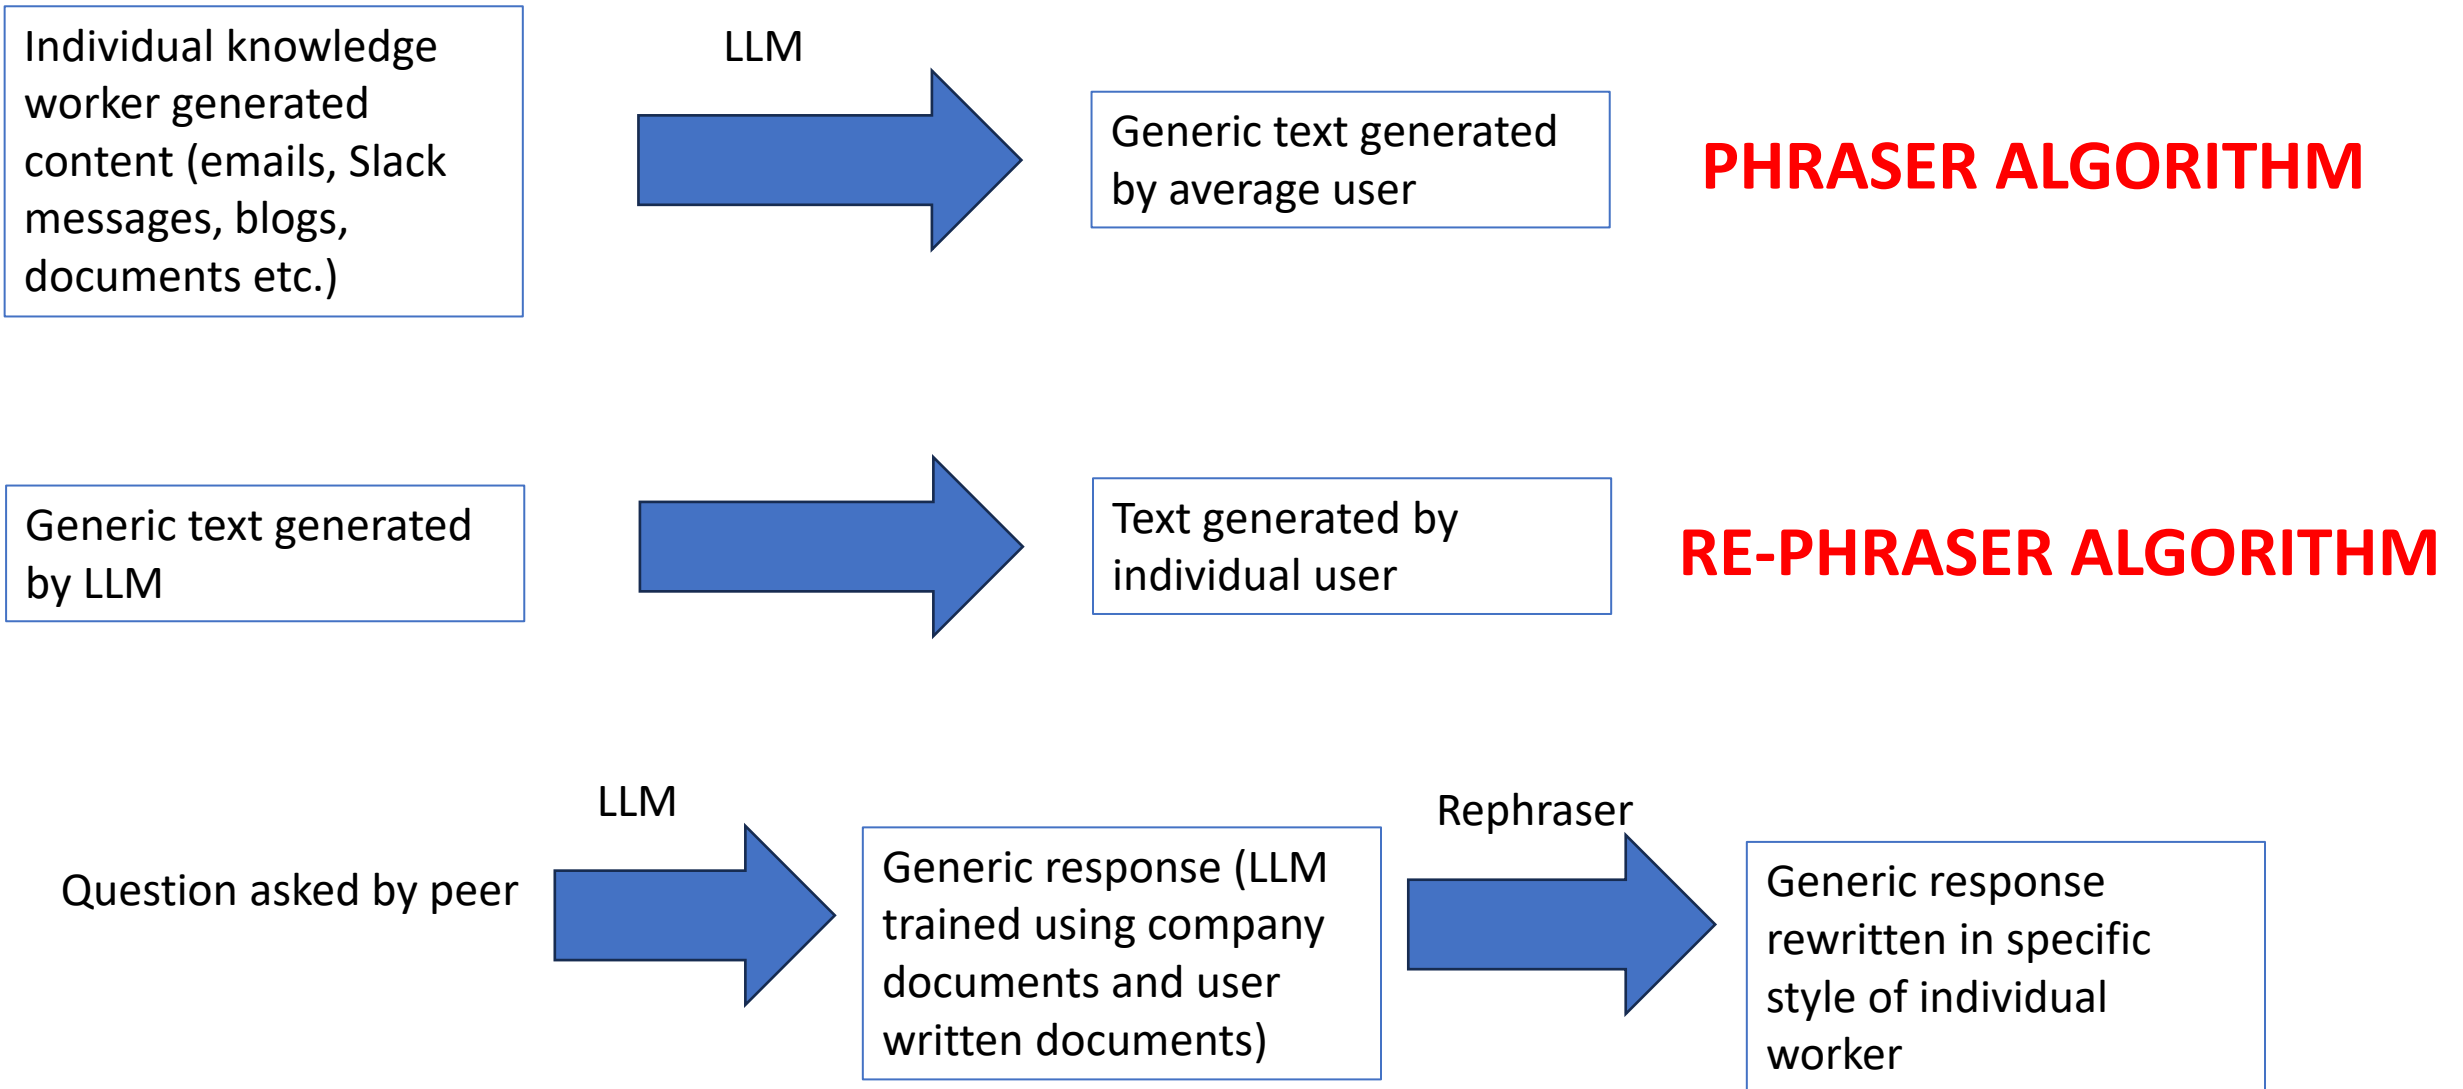 Individual knowledge
worker generated
content (emails, Slack
messages, blogs,
documents etc.)
LLM
Generic text generated
by average user
PHRASER ALGORITHM
Generic text generated
by LLM
Text generated by
individual user
RE-PHRASER ALGORITHM
Question asked by peer
LLM
Generic response (LLM
trained using company
documents and user
written documents)
Rephraser
Generic response
rewritten in specific
style of individual
worker